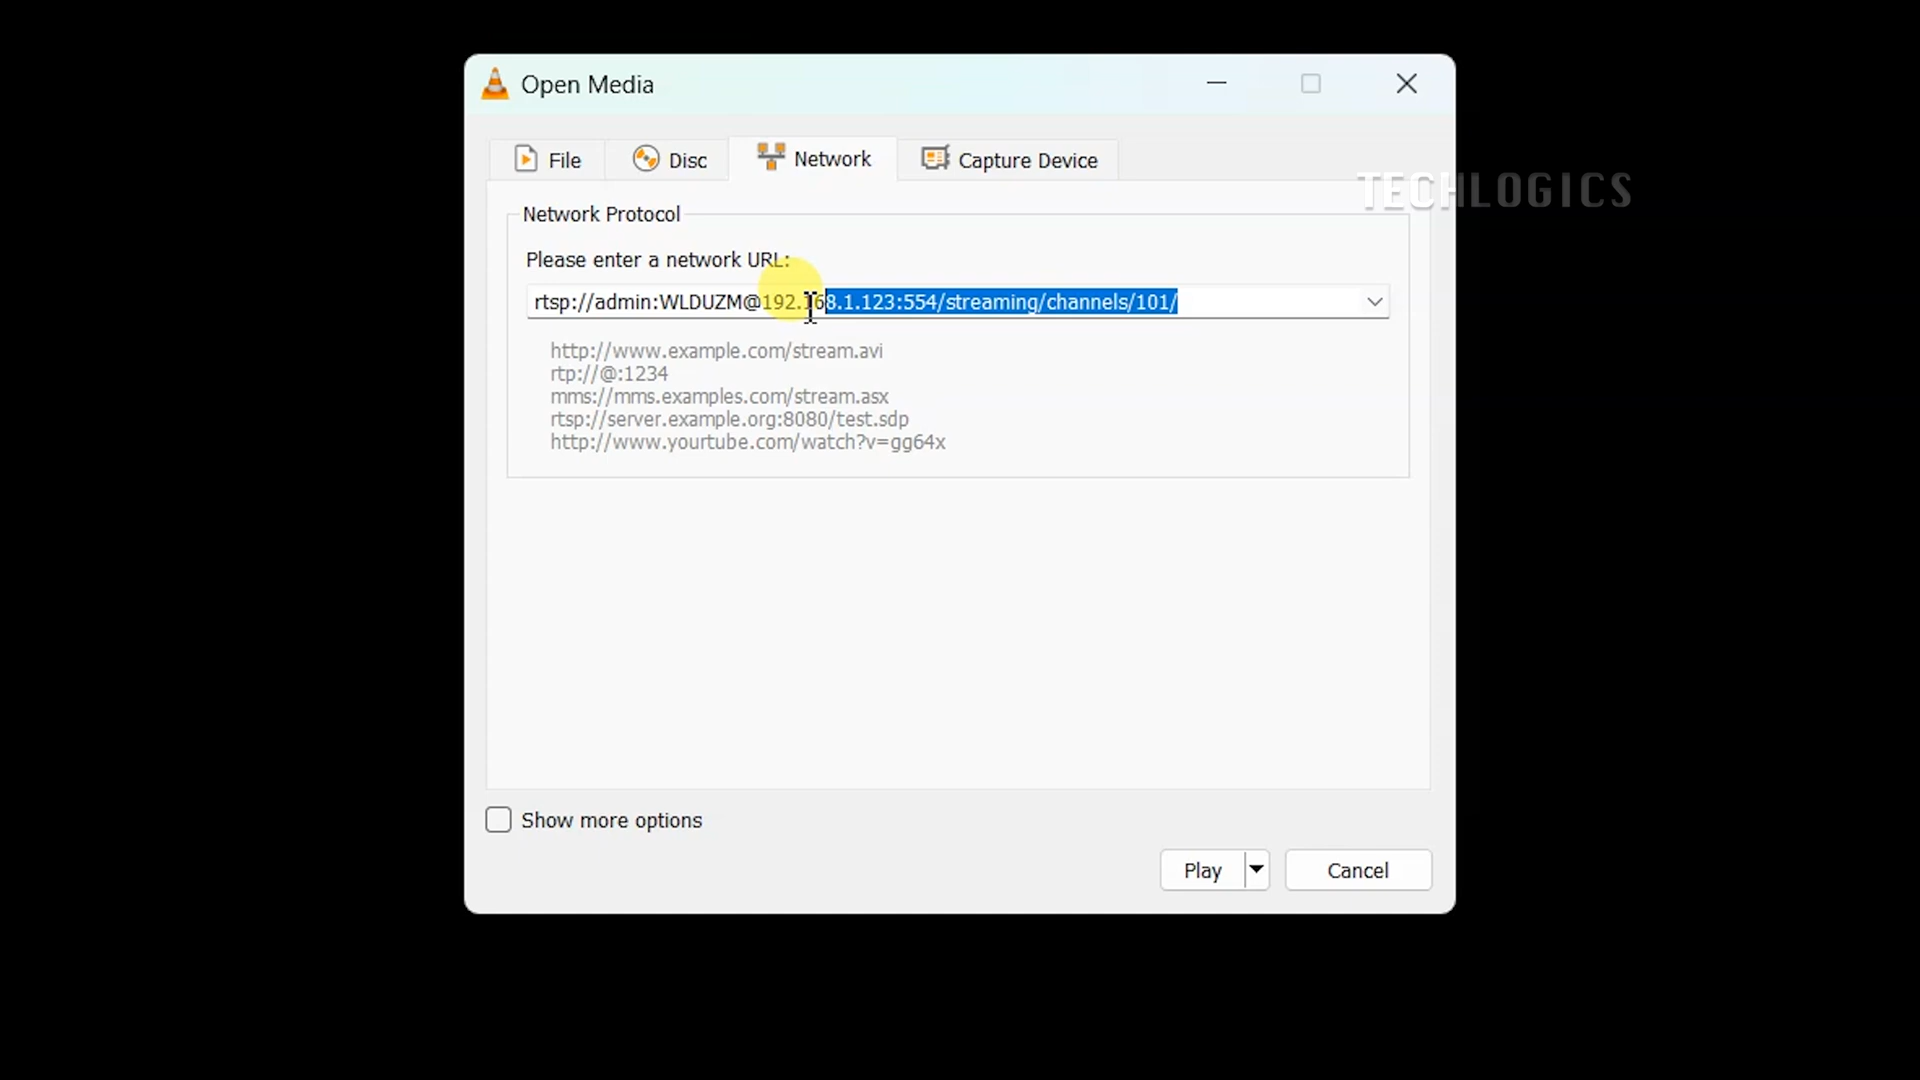 Open Media
File
Disc
Network
Capture Device
TECHLOGICS
Network Protocol
Please enter a network URL:
rtsp://admin:WLDUZM@192.168.1.123:554/streaming/channels/101/
http://www.example.com/stream.avi
rtp://@:1234
mms://mms.examples.com/stream.asx
rtsp://server.example.org:8080/test.sdp
http://www.yourtube.com/watch?v=gg64x
Show more options
Play
Cancel